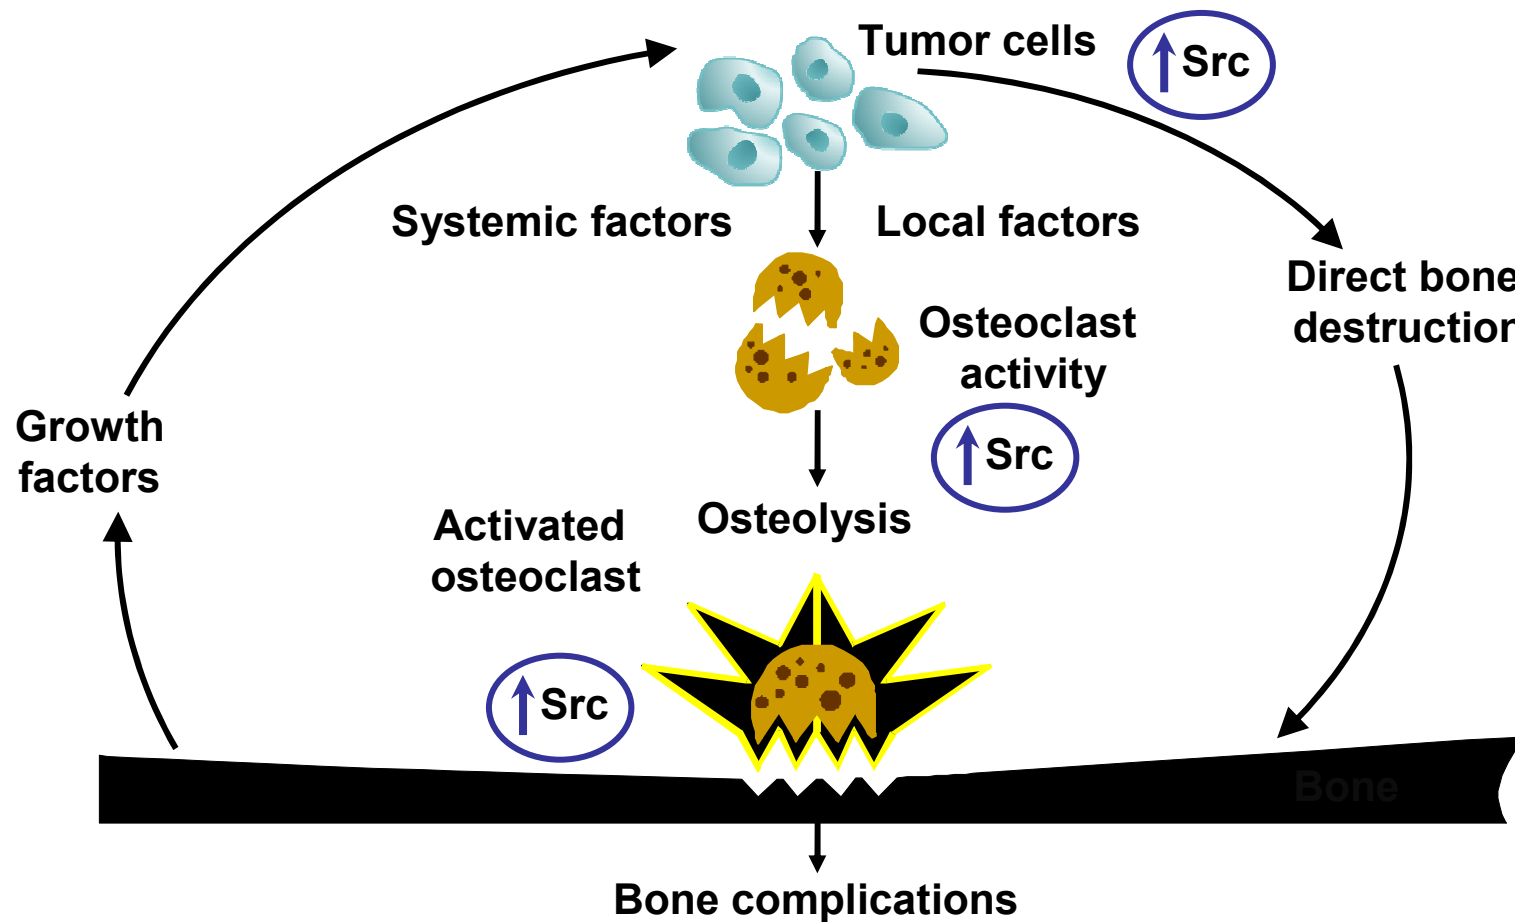 Tumor cells
Src
Systemic factors
Local factors
Direct bone
destruction
Osteoclast
activity
Src
Growth
factors
Activated
osteoclast
Osteolysis
Src
Bone
Bone complications